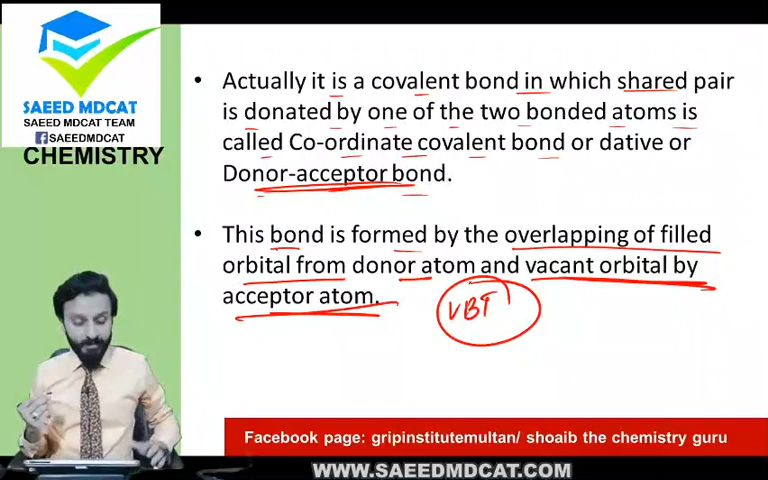 SAEED MDCAT
SAEED MDCAT TEAM
SAEEDMDCAT
CHEMISTRY
• Actually it is a covalent bond in which shared pair
is donated by one of the two bonded atoms is
called Co-ordinate covalent bond or dative or
Donor-acceptor bond.
• This bond is formed by the overlapping of filled
orbital from donor atom and vacant orbital by
acceptor atom.
VBT
Facebook page: gripinstitutemultan/ shoaib the chemistry guru
WWW.SAEEDMDCAT.COM